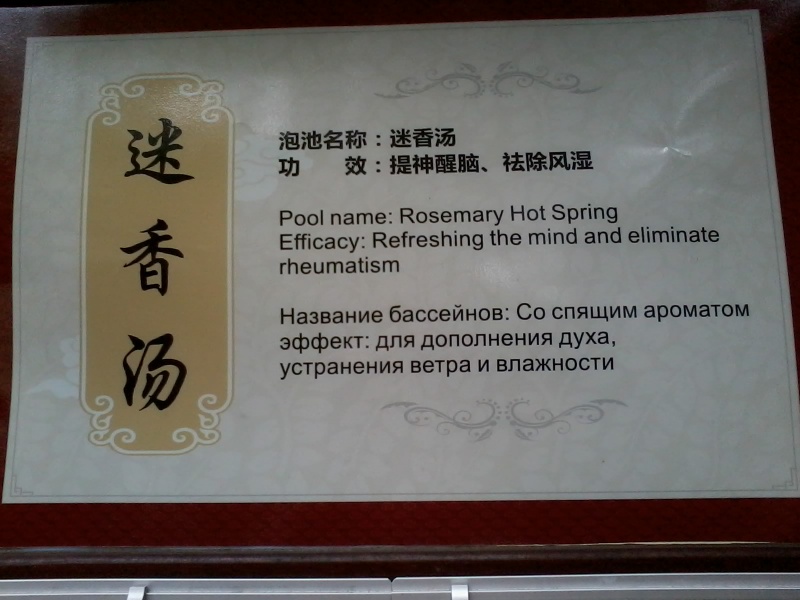 迷香汤
泡池名称：迷香汤
功 效：提神醒脑、祛除风湿
Pool name: Rosemary Hot Spring
Efficacy: Refreshing the mind and eliminate
rheumatism
Название бассейнов: Со спящим ароматом
эффект: для дополнения духа,
устранения ветра и влажности